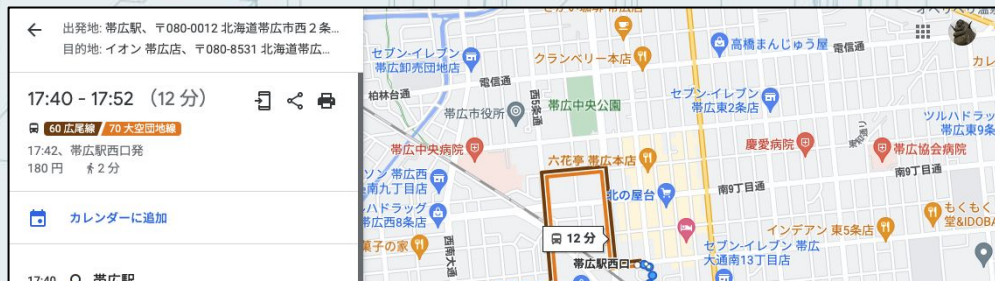 出発地: 帯広駅、〒080-0012 北海道帯広市西２条...
目的地: イオン 帯広店、〒080-8531 北海道帯広...
17:40 - 17:52 （12 分）
60 広尾線 / 70 大空団地線
17:42、帯広駅西口発
180 円 2 分
カレンダーに追加
17:40 帯広駅
セブン-イレブン
帯広卸売団地店
クランベリー本店
高橋まんじゅう屋
電信通
カレ
柏林台通
電信通
帯広市役所
西5条通
帯広中央公園
セブン-イレブン
帯広東2条店
ツルハドラッ
帯広東9条
帯広中央病院
慶愛病院
帯広協会病院
六花亭 帯広本店
ソン 帯広西
南九丁目店
北の屋台
南9丁目通
南9丁目通
ハドラッグ
帯広西8条店
もくもく
堂&IDOBA
インデアン 東5条店
菓子の家
西南大通
12 分
セブン-イレブン 帯広
大通南13丁目店
帯広駅西口